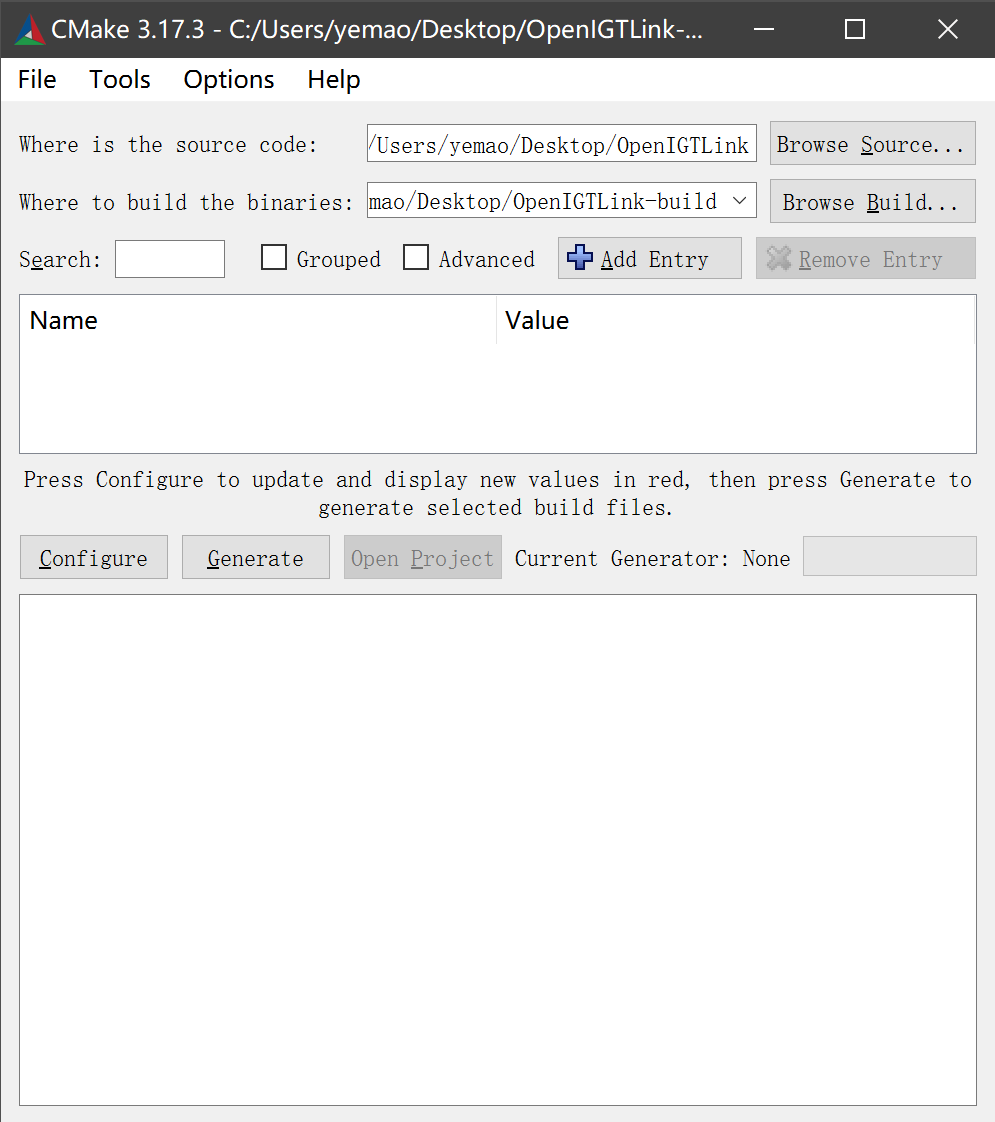 CMake 3.17.3 - C:/Users/yemao/Desktop/OpenIGTLink-...
File Tools Options Help
Where is the source code: /Users/yemao/Desktop/OpenIGTLink Browse Source...
Where to build the binaries: mao/Desktop/OpenIGTLink-build Browse Build...
Search: Grouped Advanced Add Entry Remove Entry
Name Value
Press Configure to update and display new values in red, then press Generate to
generate selected build files.
Configure Generate Open Project Current Generator: None